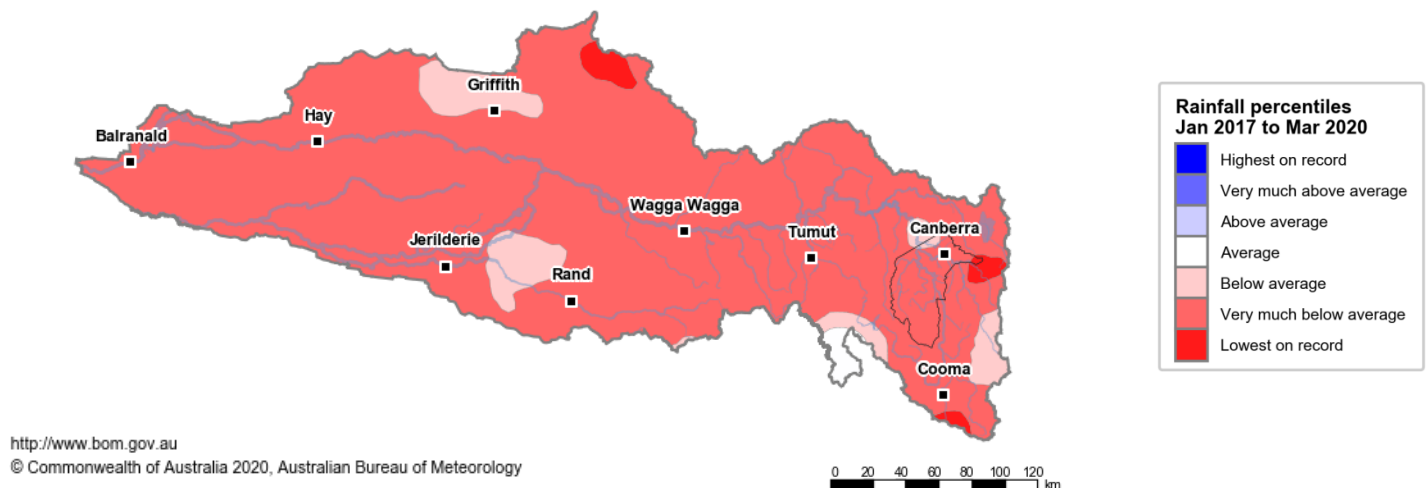 Griffith
Hay
Balranald
Wagga Wagga
Jerilderie
Tumut
Canberra
Rand
Cooma
Rainfall percentiles
Jan 2017 to Mar 2020
Highest on record
Very much above average
Above average
Average
Below average
Very much below average
Lowest on record
http://www.bom.gov.au
© Commonwealth of Australia 2020, Australian Bureau of Meteorology
0 20 40 60 80 100 120
km